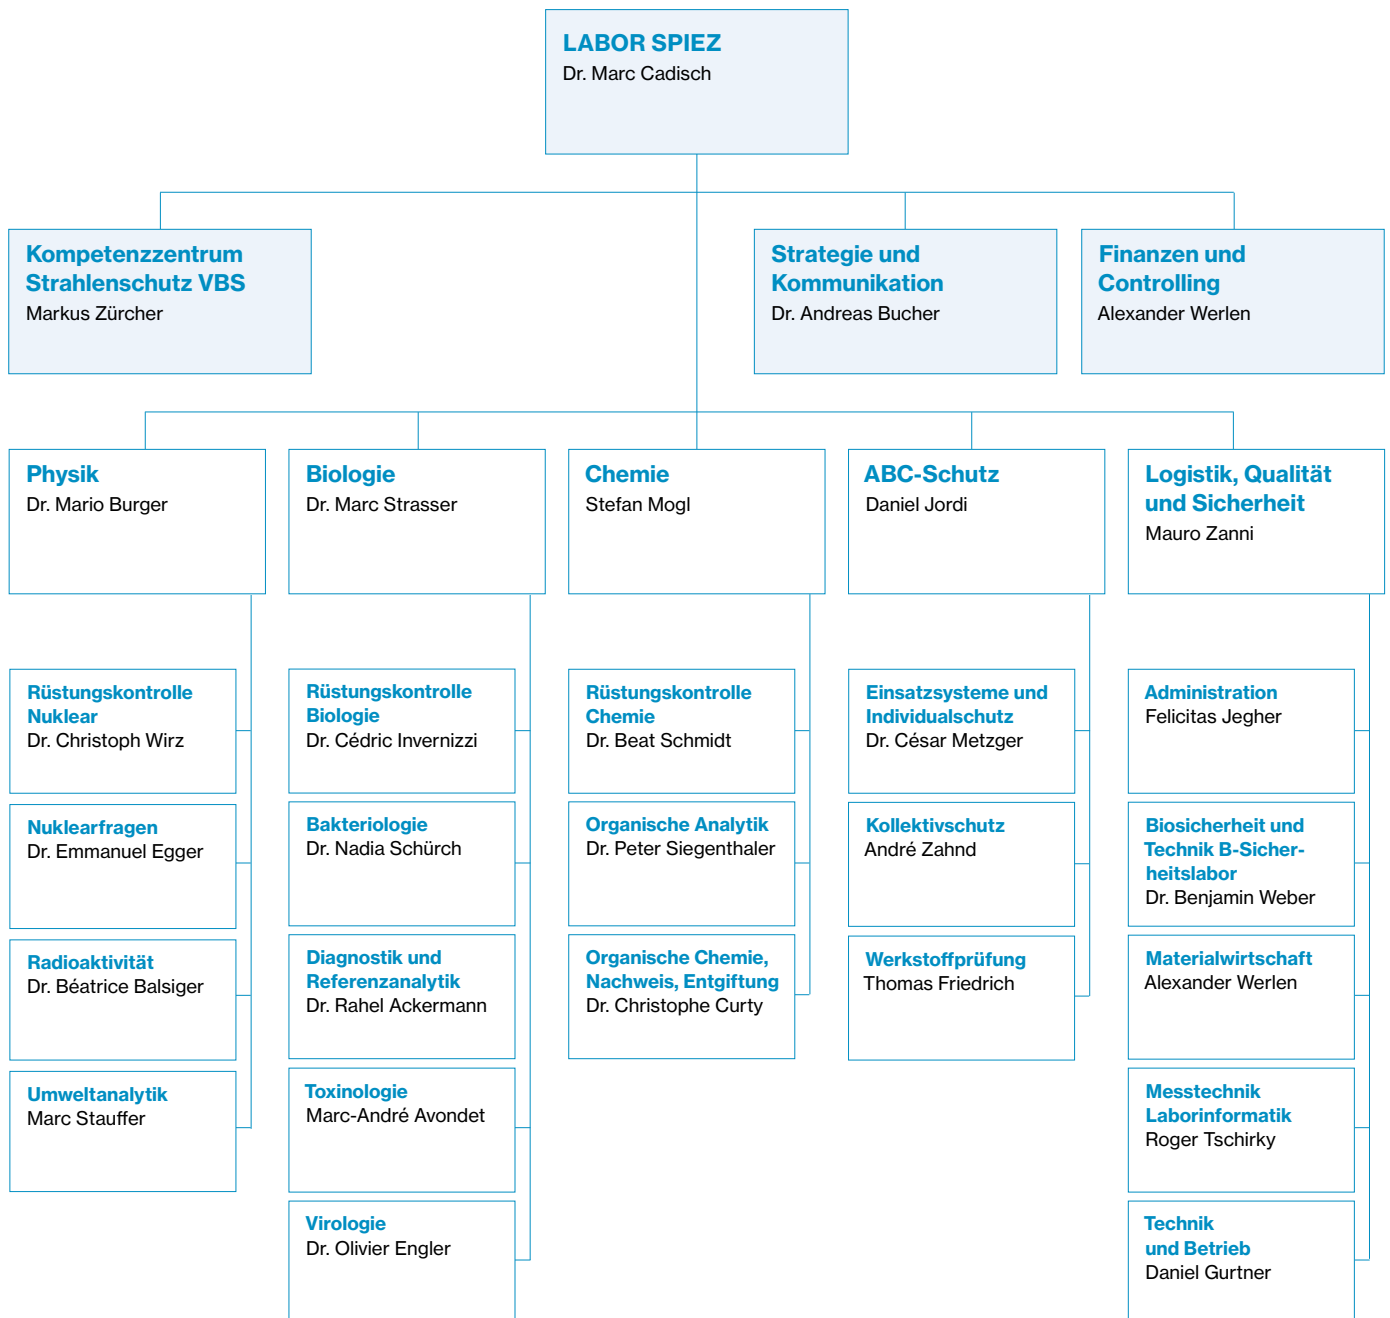 LABOR SPIEZ
Dr. Marc Cadisch
Kompetenzzentrum
Strahlenschutz VBS
Markus Zürcher
Strategie und
Kommunikation
Dr. Andreas Bucher
Finanzen und
Controlling
Alexander Werlen
Physik
Dr. Mario Burger
Biologie
Dr. Marc Strasser
Chemie
Stefan Mogl
ABC-Schutz
Daniel Jordi
Logistik, Qualität
und Sicherheit
Mauro Zanni
Rüstungskontrolle
Nuklear
Dr. Christoph Wirz
Nuklearfragen
Dr. Emmanuel Egger
Radioaktivität
Dr. Béatrice Balsiger
Umweltanalytik
Marc Stauffer
Rüstungskontrolle
Biologie
Dr. Cédric Invernizzi
Bakteriologie
Dr. Nadia Schürch
Diagnostik und
Referenzanalytik
Dr. Rahel Ackermann
Toxinologie
Marc-André Avondet
Virologie
Dr. Olivier Engler
Rüstungskontrolle
Chemie
Dr. Beat Schmidt
Organische Analytik
Dr. Peter Siegenthaler
Organische Chemie,
Nachweis, Entgiftung
Dr. Christophe Curty
Einsatzsysteme und
Individualschutz
Dr. César Metzger
Kollektivschutz
André Zahnd
Werkstoffprüfung
Thomas Friedrich
Administration
Felicitas Jegher
Biosicherheit und
Technik B-Sicher-
heitslabor
Dr. Benjamin Weber
Materialwirtschaft
Alexander Werlen
Messtechnik
Laborinformatik
Roger Tschirky
Technik
und Betrieb
Daniel Gurtner